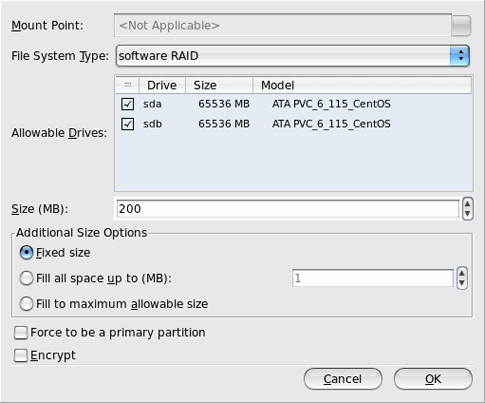 Mount Point: <Not Applicable>
File System Type: software RAID
Drive Size Model
sda 65536 MB ATA PVC_6_115_CentOS
sdb 65536 MB ATA PVC_6_115_CentOS
Allowable Drives:
Size (MB): 200
Additional Size Options
Fixed size
Fill all space up to (MB): 1
Fill to maximum allowable size
Force to be a primary partition
Encrypt
Cancel OK